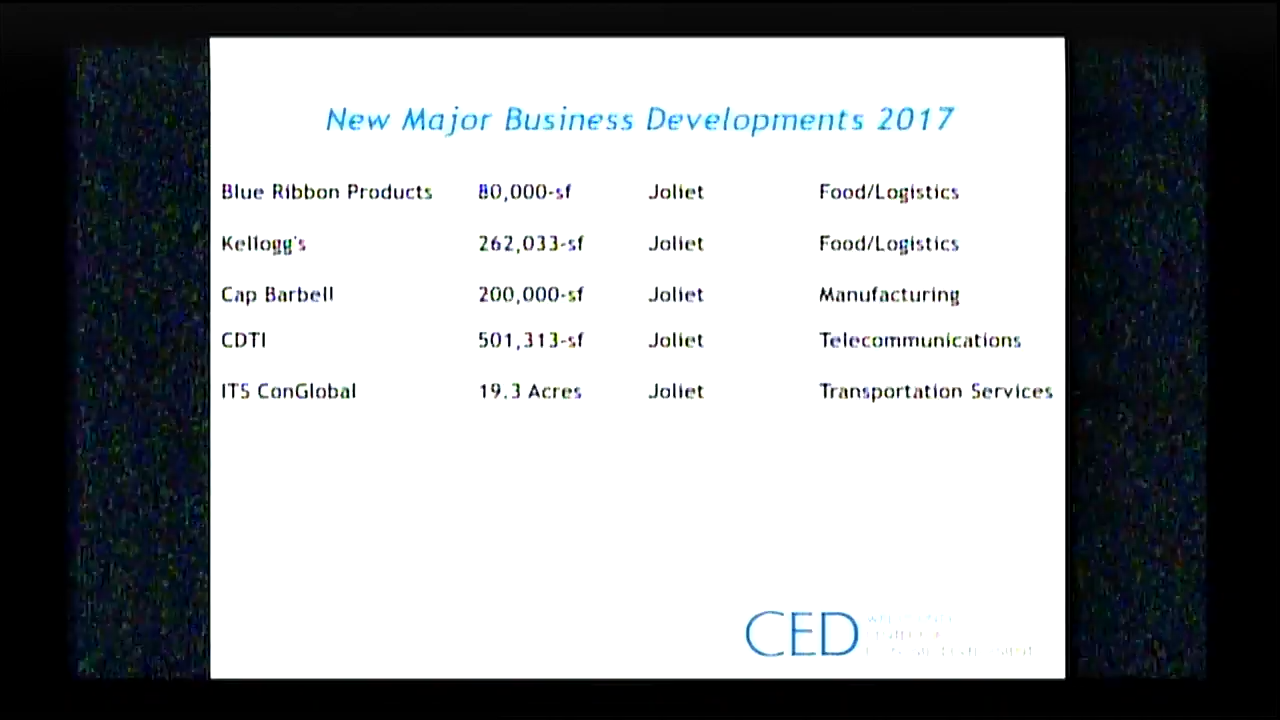 New Major Business Developments 2017
Blue Ribbon Products 80,000-sf Joliet Food/Logistics
Kellogg's 262,033-sf Joliet Food/Logistics
Cap Barbell 200,000-sf Joliet Manufacturing
CDTI 501,313-sf Joliet Telecommunications
ITS ConGlobal 19.3 Acres Joliet Transportation Services
CED